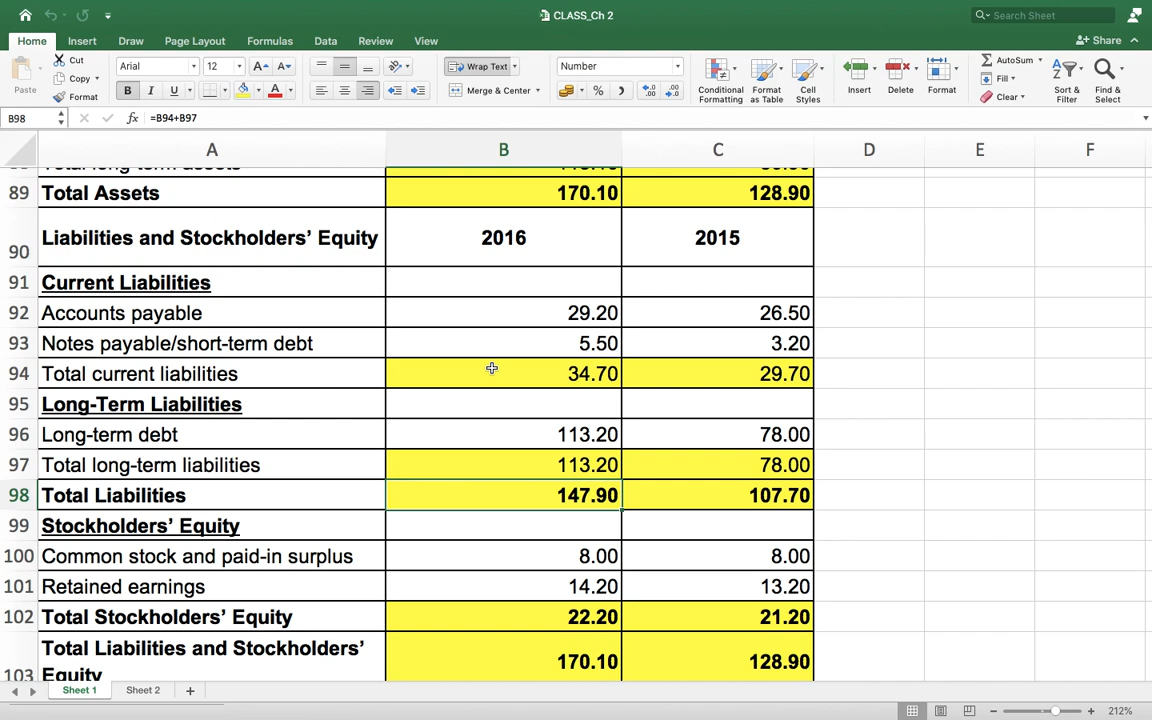 CLASS_Ch 2
Search Sheet
Home Insert Draw Page Layout Formulas Data Review View
Share
Paste
Cut
Copy
Format
Arial 12
B I U
Wrap Text
Merge & Center
Number
Conditional Formatting
Format as Table
Cell Styles
Insert
Delete
Format
AutoSum
Fill
Clear
Sort & Filter
Find & Select
B98 fx =B94+B97
A B C D E F
89 Total Assets 170.10 128.90
90 Liabilities and Stockholders’ Equity 2016 2015
91 Current Liabilities
92 Accounts payable 29.20 26.50
93 Notes payable/short-term debt 5.50 3.20
94 Total current liabilities 34.70 29.70
95 Long-Term Liabilities
96 Long-term debt 113.20 78.00
97 Total long-term liabilities 113.20 78.00
98 Total Liabilities 147.90 107.70
99 Stockholders’ Equity
100 Common stock and paid-in surplus 8.00 8.00
101 Retained earnings 14.20 13.20
102 Total Stockholders’ Equity 22.20 21.20
103 Total Liabilities and Stockholders’ Equity 170.10 128.90
Sheet 1 Sheet 2
212%